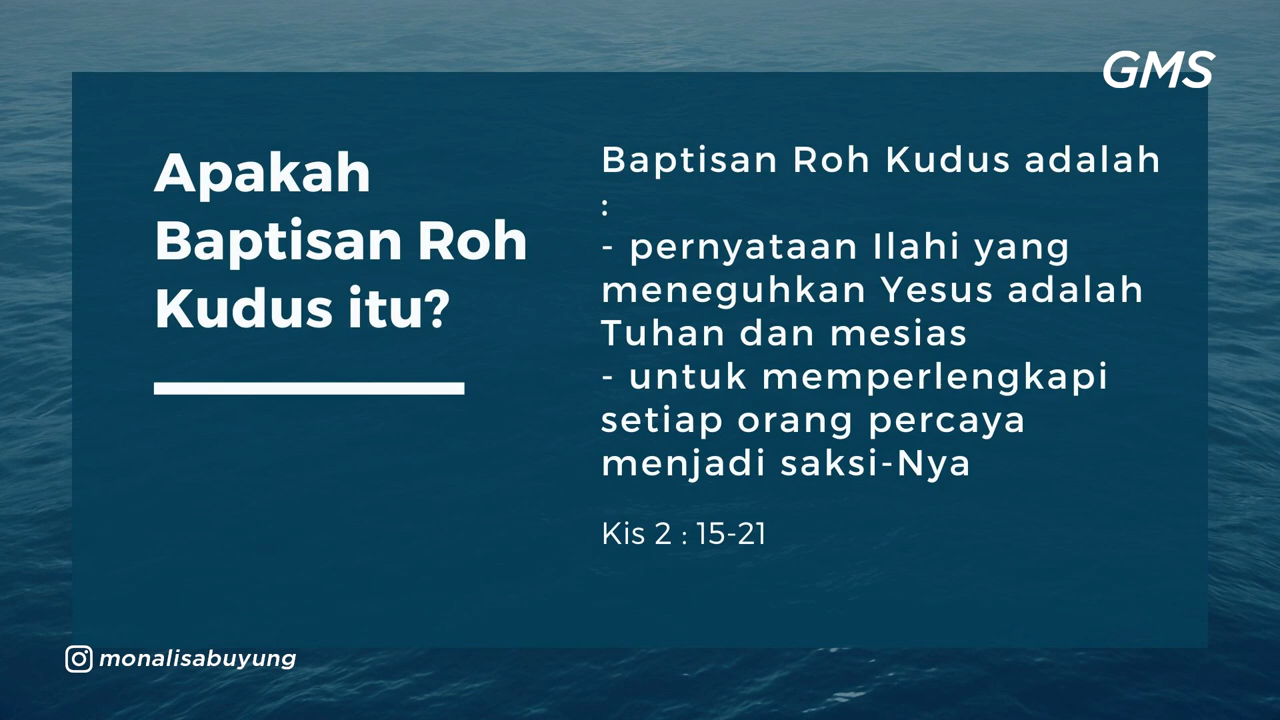 GMS
Apakah
Baptisan Roh
Kudus itu?
Baptisan Roh Kudus adalah
:
- pernyataan Ilahi yang
meneguhkan Yesus adalah
Tuhan dan mesias
- untuk memperlengkapi
setiap orang percaya
menjadi saksi-Nya
Kis 2 : 15-21
monalisabuyung